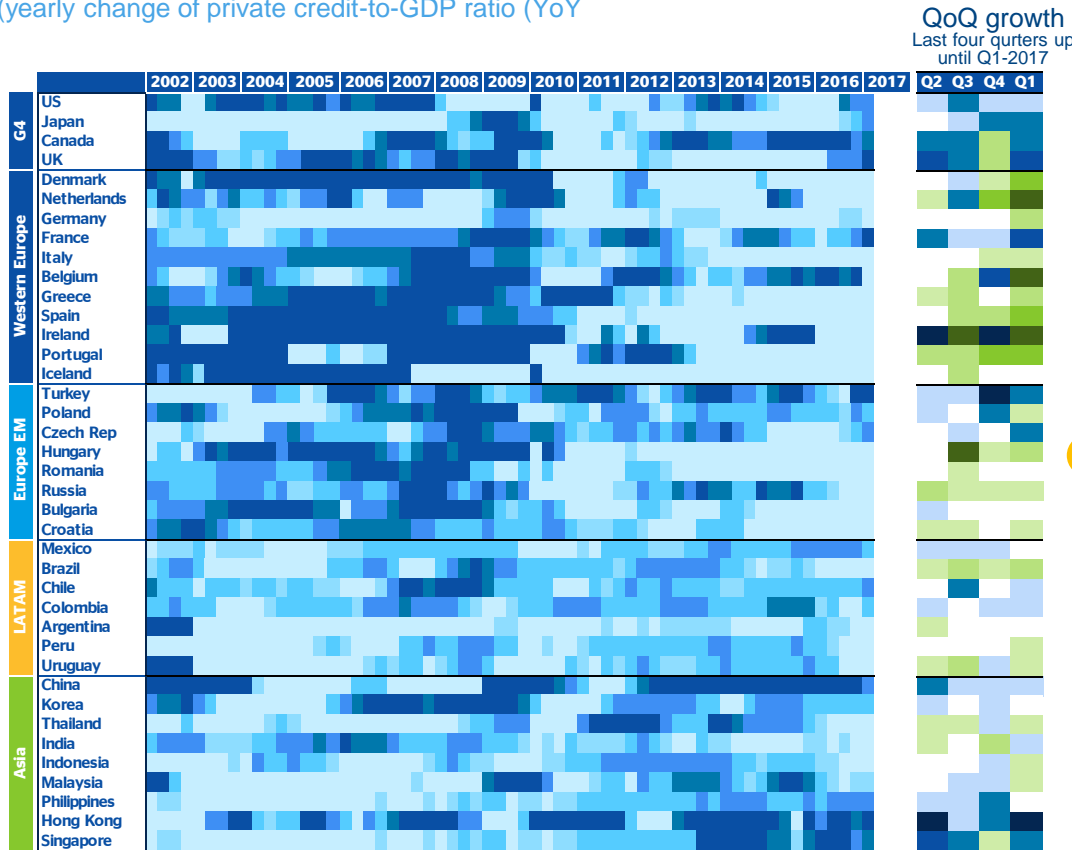 (yearly change of private credit-to-GDP ratio (YoY
QoQ growth
Last four qurters up
until Q1-2017
2002 2003 2004 2005 2006 2007 2008 2009 2010 2011 2012 2013 2014 2015 2016 2017 Q2 Q3 Q4 Q1
G4
US
Japan
Canada
UK
Western Europe
Denmark
Netherlands
Germany
France
Italy
Belgium
Greece
Spain
Ireland
Portugal
Iceland
Europe EM
Turkey
Poland
Czech Rep
Hungary
Romania
Russia
Bulgaria
Croatia
LATAM
Mexico
Brazil
Chile
Colombia
Argentina
Peru
Uruguay
Asia
China
Korea
Thailand
India
Indonesia
Malaysia
Philippines
Hong Kong
Singapore